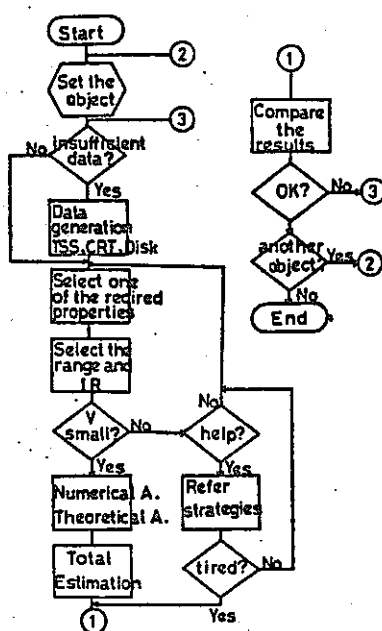 Start
2
Set the
object
3
insufficient
data?
No
Yes
Data
generation
TSS.CRT.Disk
Select one
of the reqired
properties
Select the
range and
I R
V
small?
No
Yes
Numerical A.
Theoretical A.
Total
Estimation
1
No
help?
Yes
Refer
strategies
tired?
No
Yes
1
Compare
the
results
OK?
No
3
another
object
Yes
2
No
End